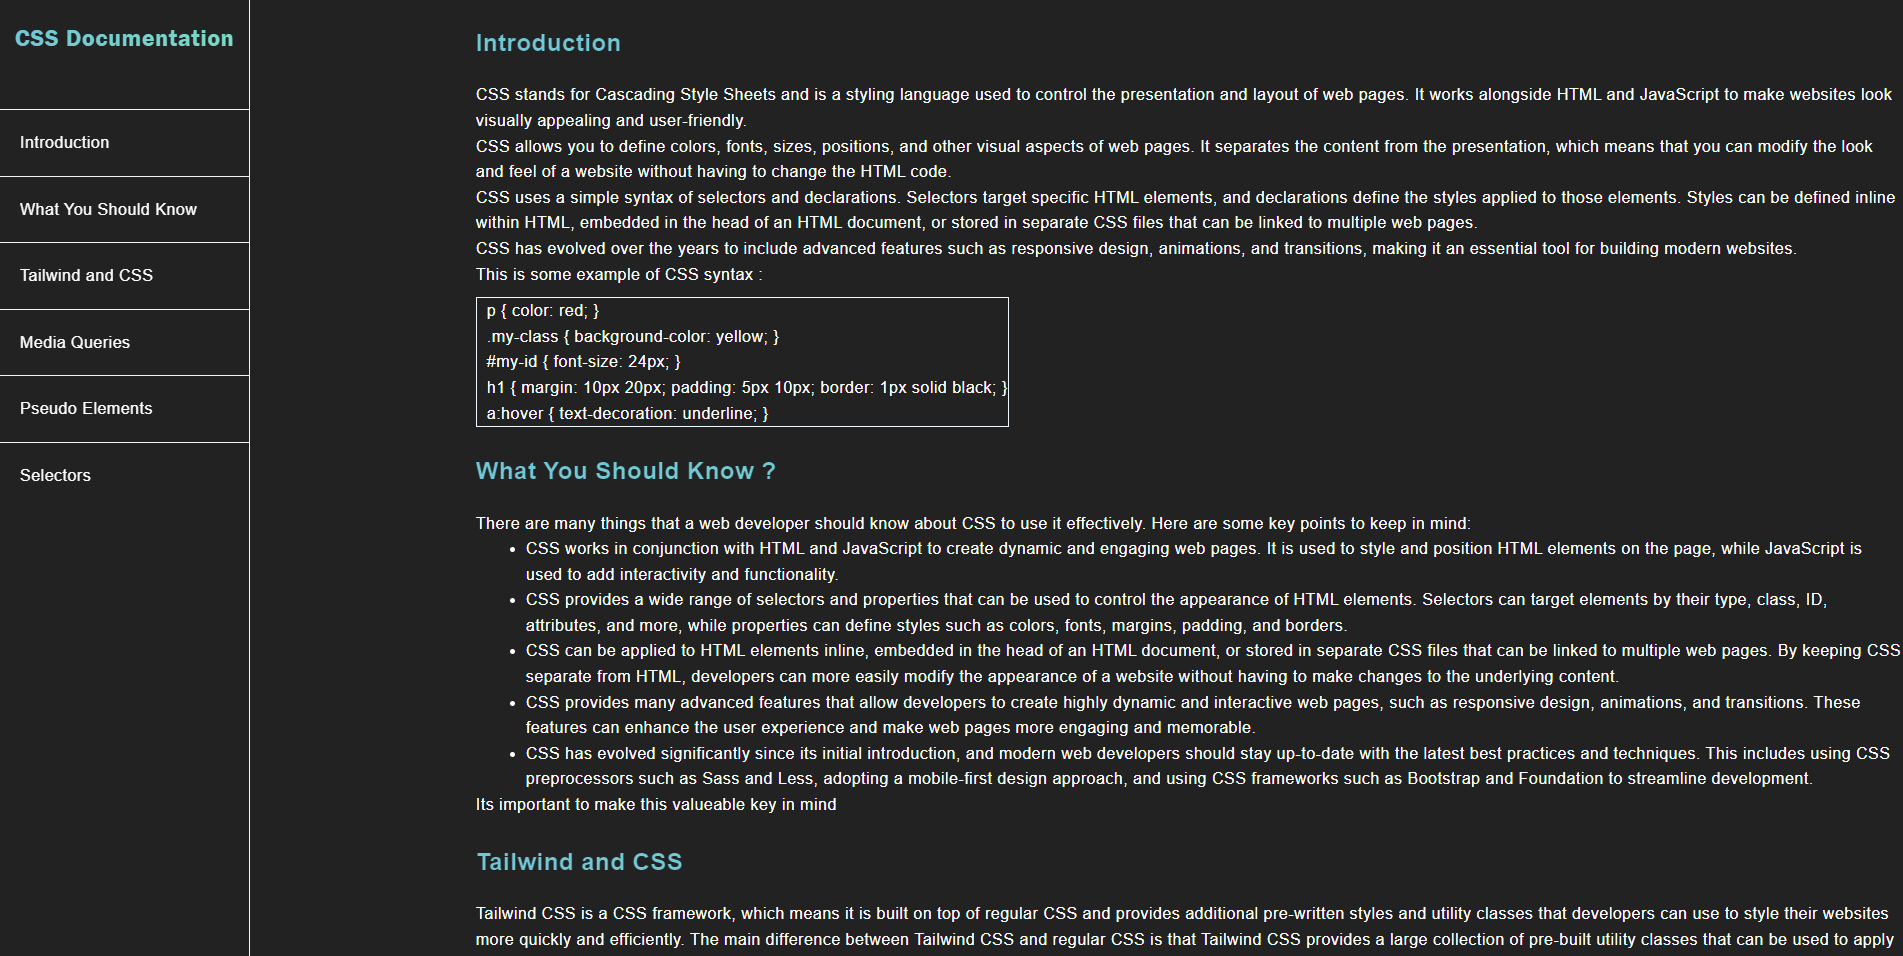 CSS Documentation
Introduction
What You Should Know
Tailwind and CSS
Media Queries
Pseudo Elements
Selectors
Introduction
CSS stands for Cascading Style Sheets and is a styling language used to control the presentation and layout of web pages. It works alongside HTML and JavaScript to make websites look
visually appealing and user-friendly.
CSS allows you to define colors, fonts, sizes, positions, and other visual aspects of web pages. It separates the content from the presentation, which means that you can modify the look
and feel of a website without having to change the HTML code.
CSS uses a simple syntax of selectors and declarations. Selectors target specific HTML elements, and declarations define the styles applied to those elements. Styles can be defined inline
within HTML, embedded in the head of an HTML document, or stored in separate CSS files that can be linked to multiple web pages.
CSS has evolved over the years to include advanced features such as responsive design, animations, and transitions, making it an essential tool for building modern websites.
This is some example of CSS syntax :
p { color: red; }
.my-class { background-color: yellow; }
#my-id { font-size: 24px; }
h1 { margin: 10px 20px; padding: 5px 10px; border: 1px solid black; }
a:hover { text-decoration: underline; }
What You Should Know ?
There are many things that a web developer should know about CSS to use it effectively. Here are some key points to keep in mind:
• CSS works in conjunction with HTML and JavaScript to create dynamic and engaging web pages. It is used to style and position HTML elements on the page, while JavaScript is
used to add interactivity and functionality.
• CSS provides a wide range of selectors and properties that can be used to control the appearance of HTML elements. Selectors can target elements by their type, class, ID,
attributes, and more, while properties can define styles such as colors, fonts, margins, padding, and borders.
• CSS can be applied to HTML elements inline, embedded in the head of an HTML document, or stored in separate CSS files that can be linked to multiple web pages. By keeping CSS
separate from HTML, developers can more easily modify the appearance of a website without having to make changes to the underlying content.
• CSS provides many advanced features that allow developers to create highly dynamic and interactive web pages, such as responsive design, animations, and transitions. These
features can enhance the user experience and make web pages more engaging and memorable.
• CSS has evolved significantly since its initial introduction, and modern web developers should stay up-to-date with the latest best practices and techniques. This includes using CSS
preprocessors such as Sass and Less, adopting a mobile-first design approach, and using CSS frameworks such as Bootstrap and Foundation to streamline development.
Its important to make this valueable key in mind
Tailwind and CSS
Tailwind CSS is a CSS framework, which means it is built on top of regular CSS and provides additional pre-written styles and utility classes that developers can use to style their websites
more quickly and efficiently. The main difference between Tailwind CSS and regular CSS is that Tailwind CSS provides a large collection of pre-built utility classes that can be used to apply